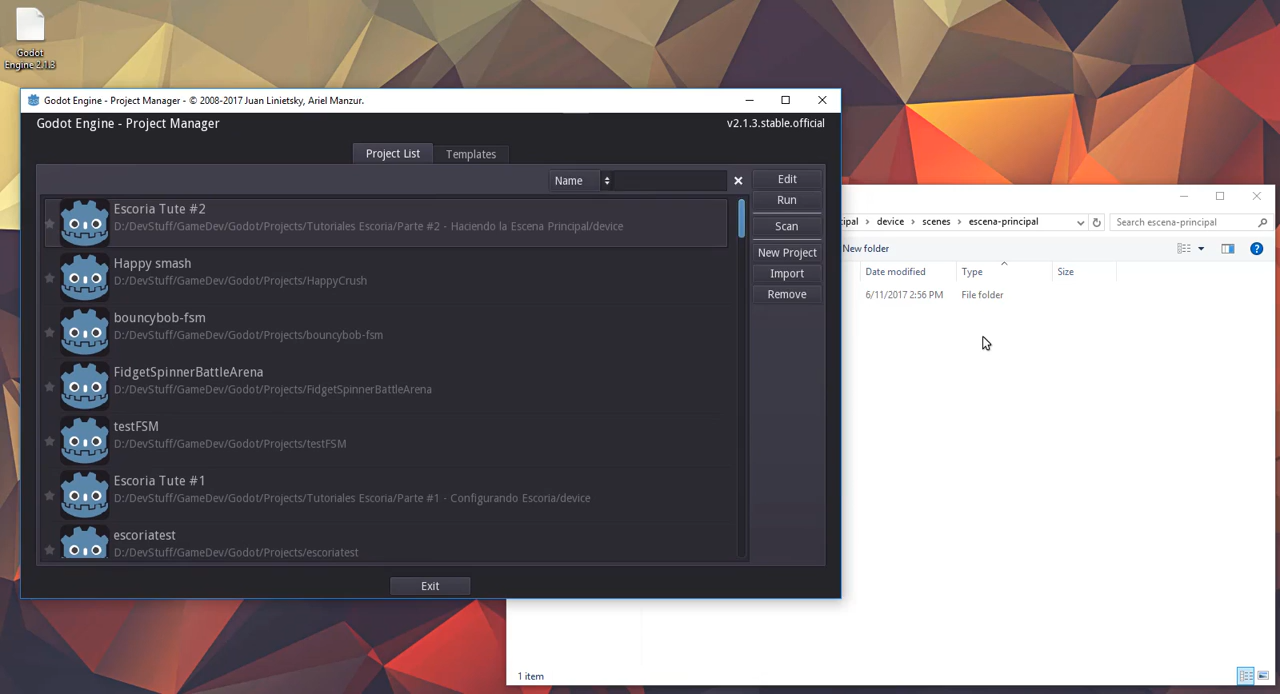 Godot
Engine 2.1.3
Godot Engine - Project Manager - © 2008-2017 Juan Linietsky, Ariel Manzur.
Godot Engine - Project Manager
v2.1.3.stable.official
Project List
Templates
Name
Edit
Run
Scan
New Project
Import
Remove
Escoria Tute #2
D:/DevStuff/GameDev/Godot/Projects/Tutoriales Escoria/Parte #2 - Haciendo la Escena Principal/device
Happy smash
D:/DevStuff/GameDev/Godot/Projects/HappyCrush
bouncybob-fsm
D:/DevStuff/GameDev/Godot/Projects/bouncybob-fsm
FidgetSpinnerBattleArena
D:/DevStuff/GameDev/Godot/Projects/FidgetSpinnerBattleArena
testFSM
D:/DevStuff/GameDev/Godot/Projects/testFSM
Escoria Tute #1
D:/DevStuff/GameDev/Godot/Projects/Tutoriales Escoria/Parte #1 - Configurando Escoria/device
escoriatest
D:/DevStuff/GameDev/Godot/Projects/escoriatest
Exit
cipal › device › scenes › escena-principal
Search escena-principal
New folder
Date modified Type Size
6/11/2017 2:56 PM File folder
1 item